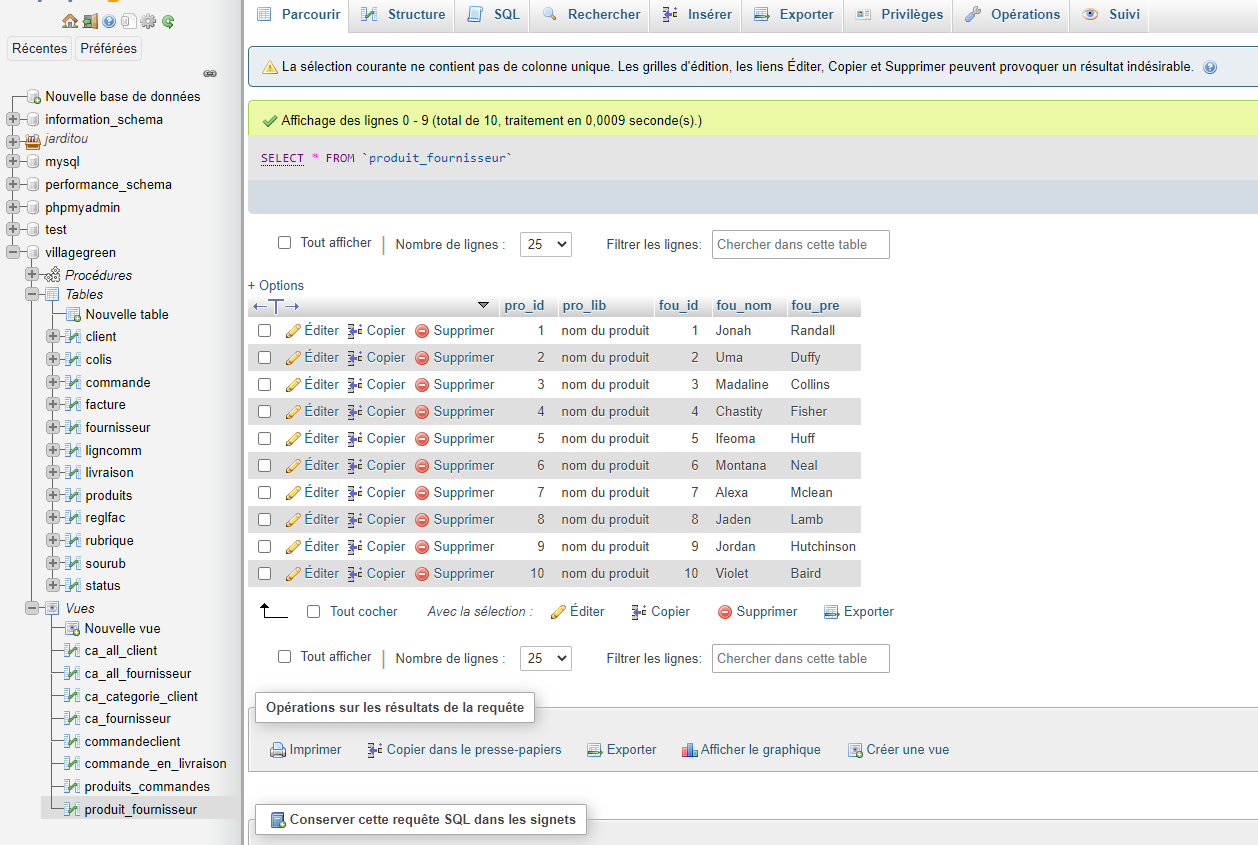 Récentes Préférées
Nouvelle base de données
information_schema
jarditou
mysql
performance_schema
phpmyadmin
test
villagegreen
Procédures
Tables
Nouvelle table
client
colis
commande
facture
fournisseur
ligncomm
livraison
produits
reglfac
rubrique
sourub
status
Vues
Nouvelle vue
ca_all_client
ca_all_fournisseur
ca_categorie_client
ca_fournisseur
commandeclient
commande_en_livraison
produits_commandes
produit_fournisseur
Parcourir Structure SQL Rechercher Insérer Exporter Privilèges Opérations Suivi
La sélection courante ne contient pas de colonne unique. Les grilles d'édition, les liens Éditer, Copier et Supprimer peuvent provoquer un résultat indésirable.
Affichage des lignes 0 - 9 (total de 10, traitement en 0,0009 seconde(s).)
SELECT * FROM `produit_fournisseur`
Tout afficher | Nombre de lignes : 25 Filtrer les lignes: Chercher dans cette table
+ Options
←T→ pro_id pro_lib fou_id fou_nom fou_pre
Éditer Copier Supprimer 1 nom du produit 1 Jonah Randall
Éditer Copier Supprimer 2 nom du produit 2 Uma Duffy
Éditer Copier Supprimer 3 nom du produit 3 Madaline Collins
Éditer Copier Supprimer 4 nom du produit 4 Chastity Fisher
Éditer Copier Supprimer 5 nom du produit 5 Ifeoma Huff
Éditer Copier Supprimer 6 nom du produit 6 Montana Neal
Éditer Copier Supprimer 7 nom du produit 7 Alexa Mclean
Éditer Copier Supprimer 8 nom du produit 8 Jaden Lamb
Éditer Copier Supprimer 9 nom du produit 9 Jordan Hutchinson
Éditer Copier Supprimer 10 nom du produit 10 Violet Baird
Tout cocher Avec la sélection : Éditer Copier Supprimer Exporter
Tout afficher | Nombre de lignes : 25 Filtrer les lignes: Chercher dans cette table
Opérations sur les résultats de la requête
Imprimer Copier dans le presse-papiers Exporter Afficher le graphique Créer une vue
Conserver cette requête SQL dans les signets